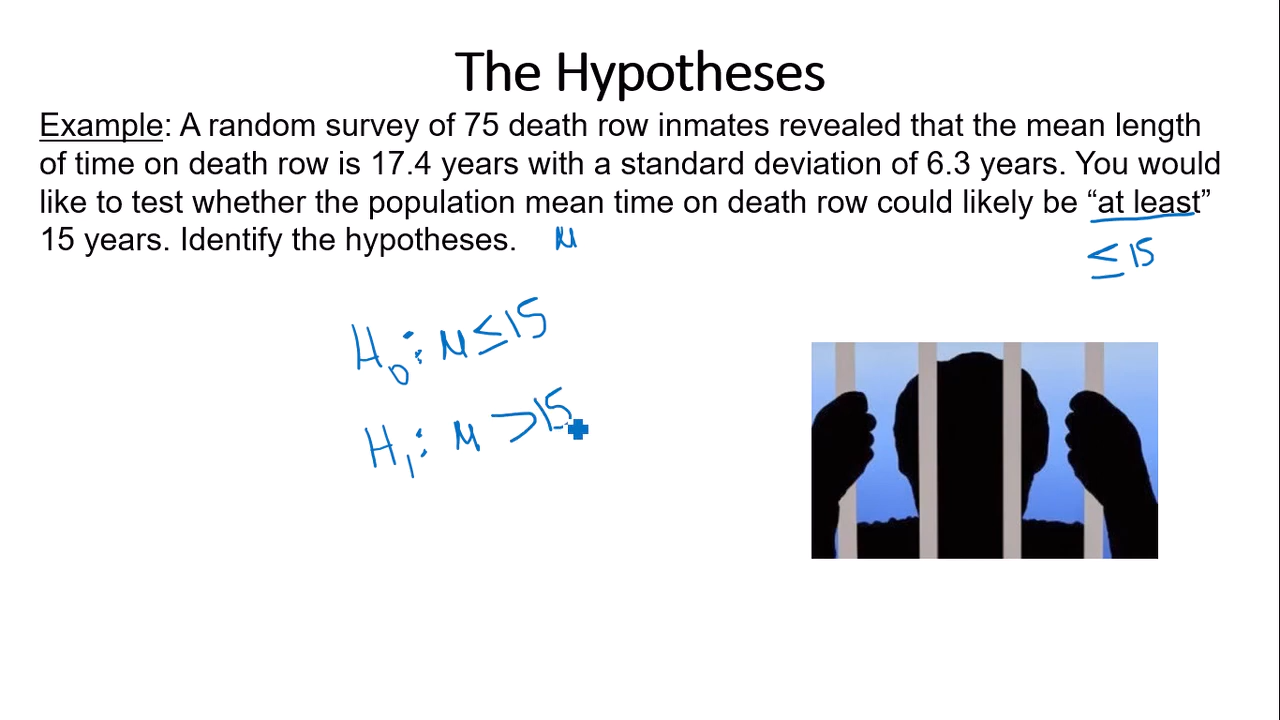 The Hypotheses
Example: A random survey of 75 death row inmates revealed that the mean length
of time on death row is 17.4 years with a standard deviation of 6.3 years. You would
like to test whether the population mean time on death row could likely be “at least”
15 years. Identify the hypotheses. μ
≤ 15
H₀: μ ≤ 15
H₁: μ > 15